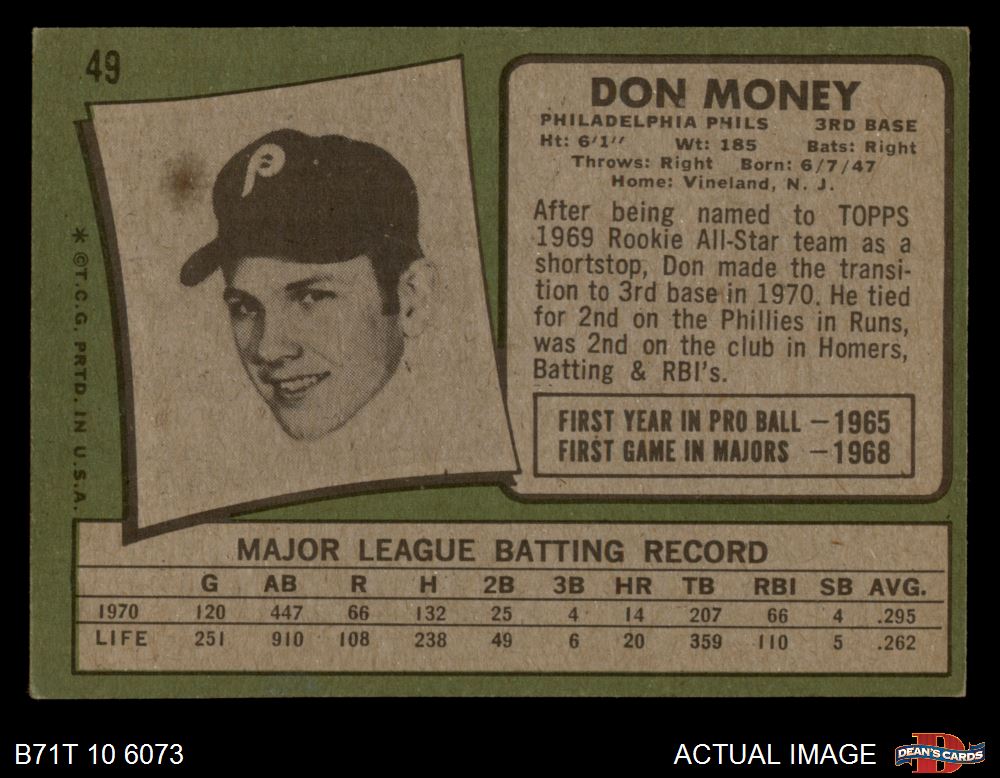 49
P
* ©T.C.G. PRTD. IN U.S.A.
DON MONEY
PHILADELPHIA PHILS 3RD BASE
Ht: 6'1'' Wt: 185 Bats: Right
Throws: Right Born: 6/7/47
Home: Vineland, N. J.
After being named to TOPPS
1969 Rookie All-Star team as a
shortstop, Don made the transi-
tion to 3rd base in 1970. He tied
for 2nd on the Phillies in Runs,
was 2nd on the club in Homers,
Batting & RBI's.
FIRST YEAR IN PRO BALL — 1965
FIRST GAME IN MAJORS — 1968
MAJOR LEAGUE BATTING RECORD
G AB R H 2B 3B HR TB RBI SB AVG.
1970 120 447 66 132 25 4 14 207 66 4 .295
LIFE 251 910 108 238 49 6 20 359 110 5 .262
B71T 10 6073
ACTUAL IMAGE
D
DEAN'S CARDS